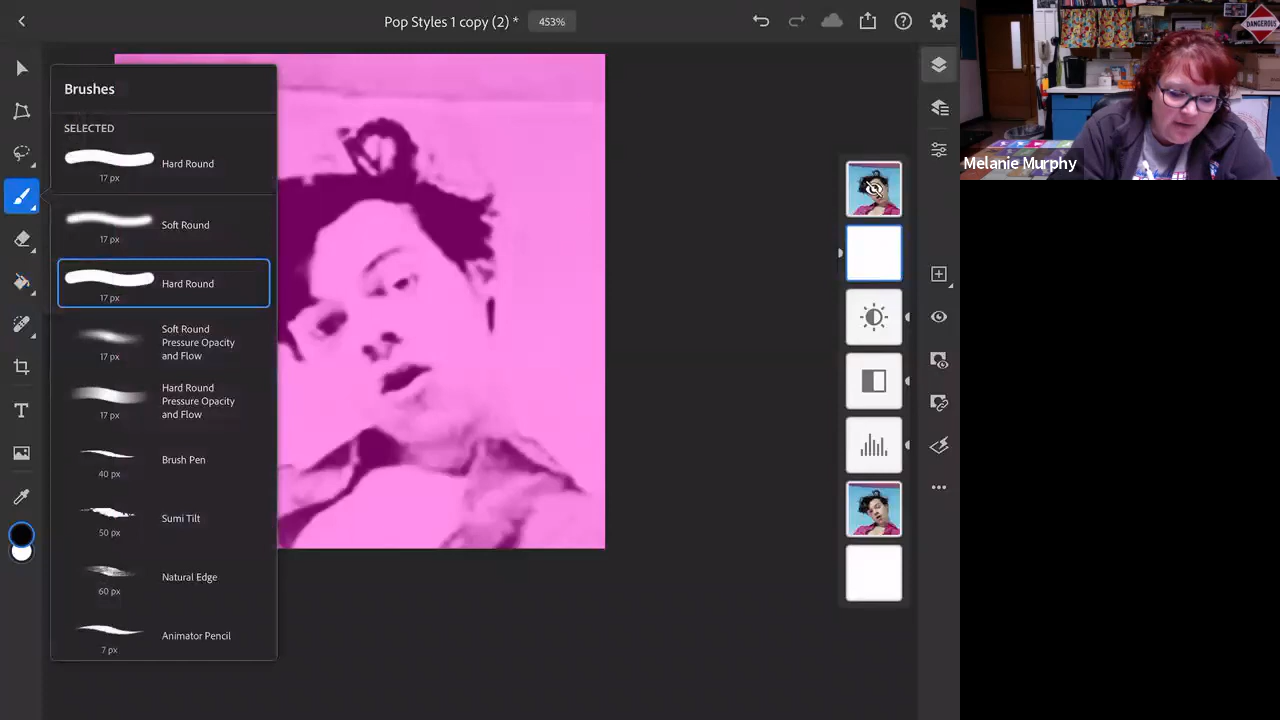 Pop Styles 1 copy (2) *
453%
Brushes
SELECTED
Hard Round
17 px
Soft Round
17 px
Hard Round
17 px
Soft Round
Pressure Opacity
and Flow
17 px
Hard Round
Pressure Opacity
and Flow
17 px
Brush Pen
40 px
Sumi Tilt
50 px
Natural Edge
60 px
Animator Pencil
7 px
T
DANGEROUS
Melanie Murphy